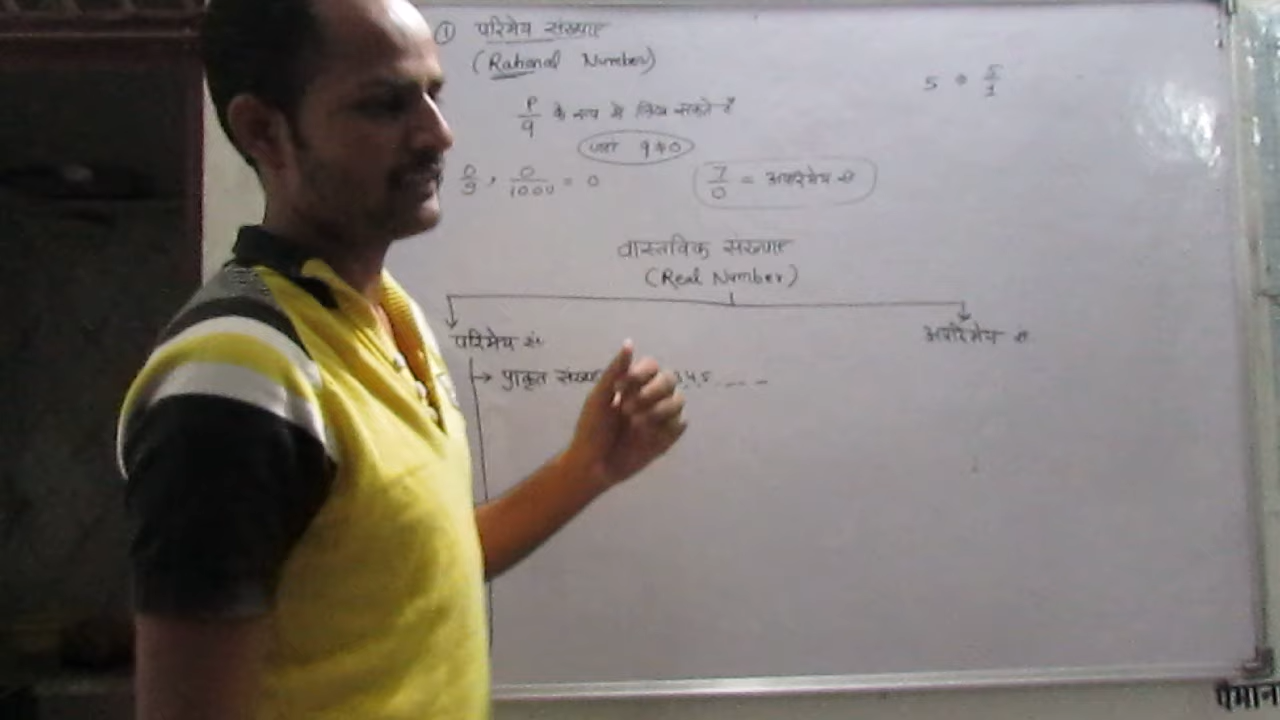 ① परिमेय संख्या
(Rational Number)
5 = 5/1
p/q के रूप मे लिख सकते हैं
जहाँ q≠0
0/9, 0/1000 = 0
7/0 = अपरिमेय सं
वास्तविक संख्या
(Real Number)
परिमेय सं
अपरिमेय सं
→ प्राकृत संख्या 3,4,5, ---
पैमान